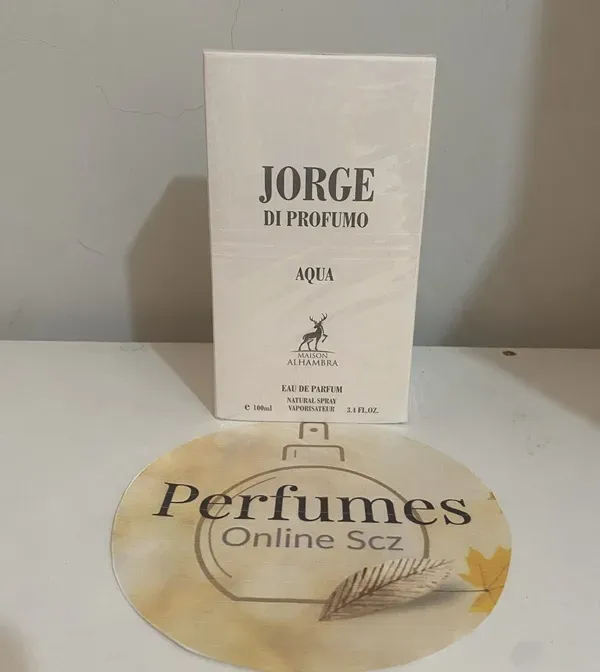 JORGE
DI PROFUMO
AQUA
MAISON
ALHAMBRA
EAU DE PARFUM
e 100ml NATURAL SPRAY VAPORISATEUR 3.4 FL.OZ.
Perfumes
Online Scz